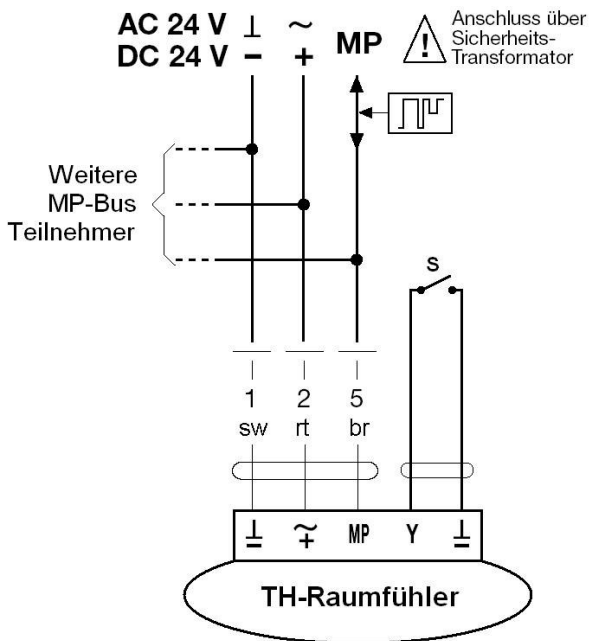 AC 24 V ⊥ ~
DC 24 V − +
MP
Anschluss über
Sicherheits-
Transformator
!
Weitere
MP-Bus
Teilnehmer
S
1 2 5
sw rt br
MP Y
TH-Raumfühler